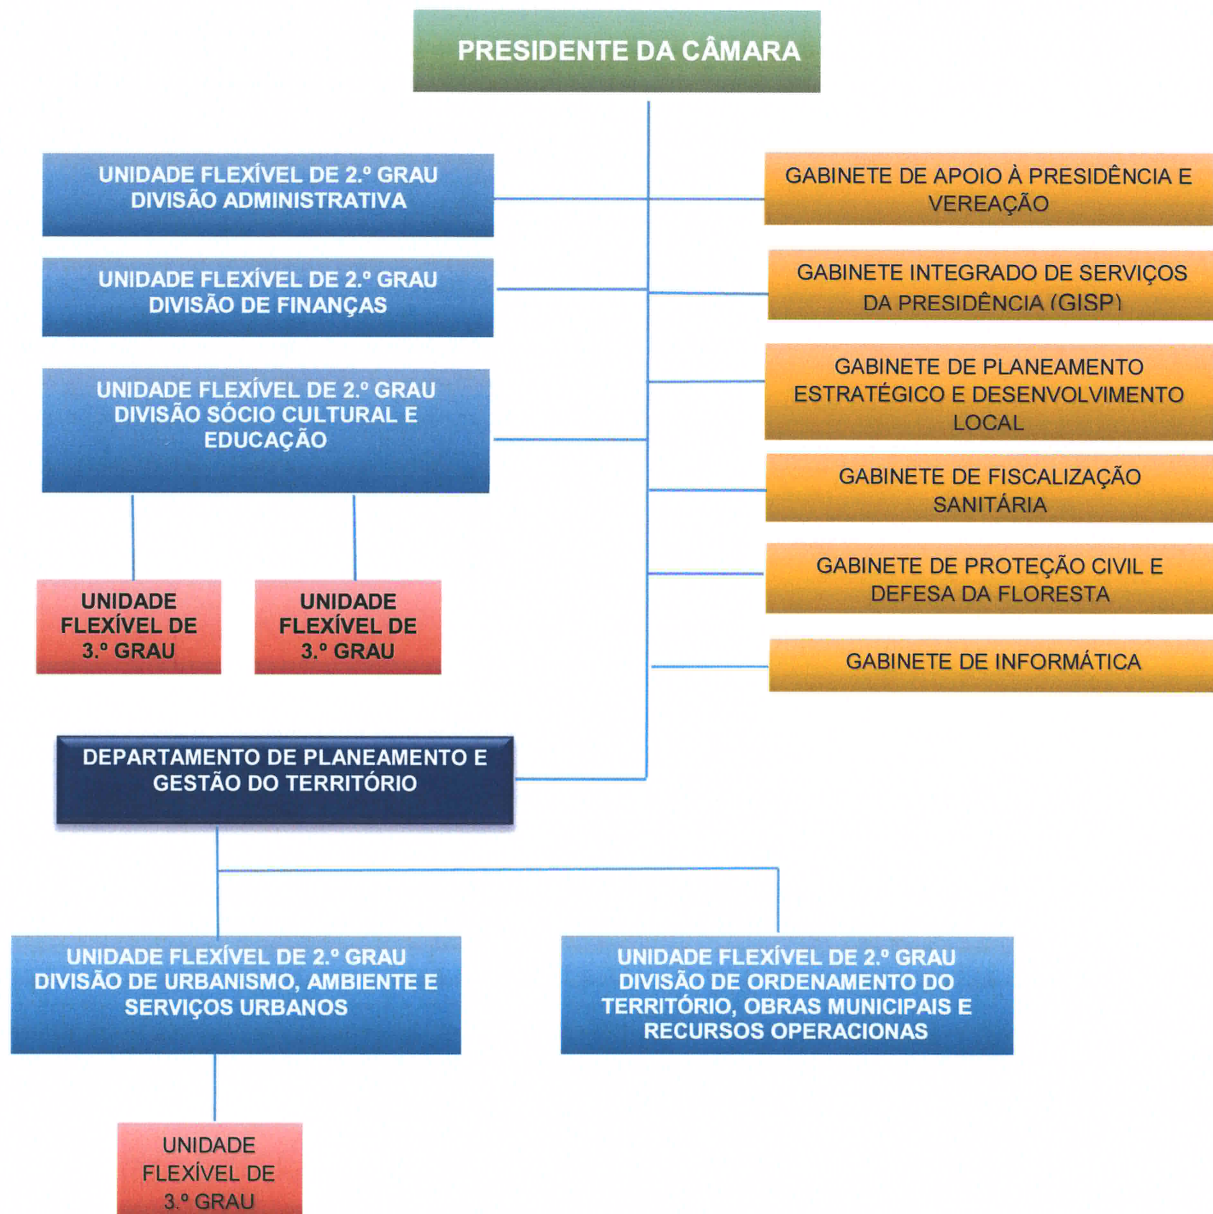 PRESIDENTE DA CÂMARA
UNIDADE FLEXÍVEL DE 2.º GRAU
DIVISÃO ADMINISTRATIVA
GABINETE DE APOIO À PRESIDÊNCIA E
VEREAÇÃO
UNIDADE FLEXÍVEL DE 2.º GRAU
DIVISÃO DE FINANÇAS
GABINETE INTEGRADO DE SERVIÇOS
DA PRESIDÊNCIA (GISP)
UNIDADE FLEXÍVEL DE 2.º GRAU
DIVISÃO SÓCIO CULTURAL E
EDUCAÇÃO
GABINETE DE PLANEAMENTO
ESTRATÉGICO E DESENVOLVIMENTO
LOCAL
GABINETE DE FISCALIZAÇÃO
SANITÁRIA
GABINETE DE PROTEÇÃO CIVIL E
DEFESA DA FLORESTA
UNIDADE
FLEXÍVEL DE
3.º GRAU
UNIDADE
FLEXÍVEL DE
3.º GRAU
GABINETE DE INFORMÁTICA
DEPARTAMENTO DE PLANEAMENTO E
GESTÃO DO TERRITÓRIO
UNIDADE FLEXÍVEL DE 2.º GRAU
DIVISÃO DE URBANISMO, AMBIENTE E
SERVIÇOS URBANOS
UNIDADE FLEXÍVEL DE 2.º GRAU
DIVISÃO DE ORDENAMENTO DO
TERRITÓRIO, OBRAS MUNICIPAIS E
RECURSOS OPERACIONAS
UNIDADE
FLEXÍVEL DE
3.º GRAU